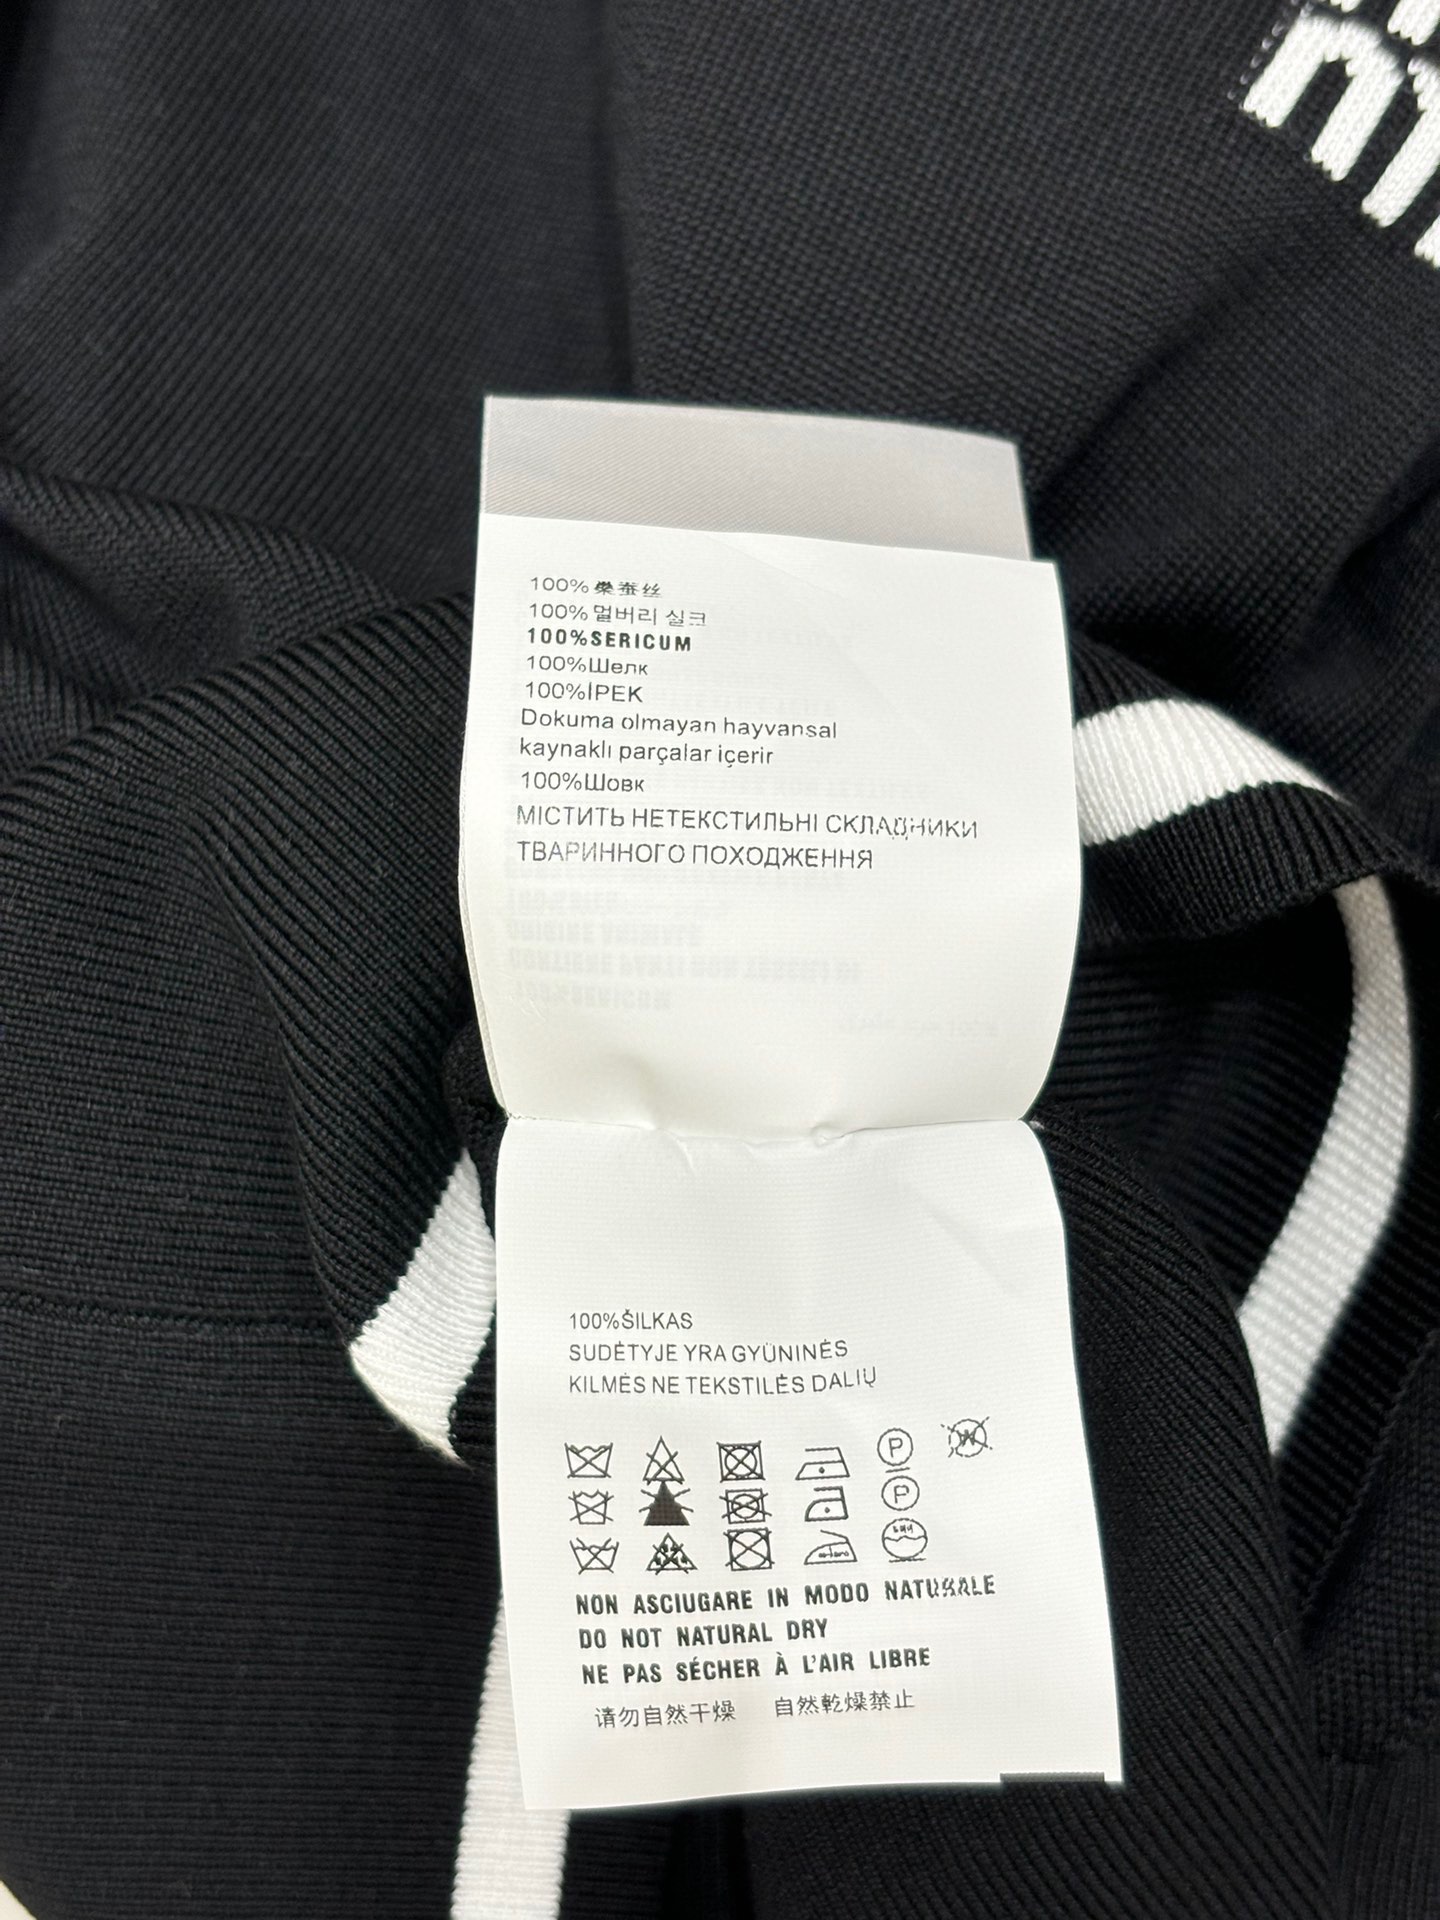 100%桑蚕丝
100%멀버리 실크
100%SERICUM
100%Шелк
100%İPEK
Dokuma olmayan hayvansal
kaynaklı parçalar içerir
100%Шовк
МІСТИТЬ НЕТЕКСТИЛЬНІ СКЛАДНИКИ
ТВАРИННОГО ПОХОДЖЕННЯ
100%ŠILKAS
SUDĖTYJE YRA GYŪNINĖS
KILMĖS NE TEKSTILĖS DALIŲ
P
W
P
NON ASCIUGARE IN MODO NATURALE
DO NOT NATURAL DRY
NE PAS SÉCHER À L'AIR LIBRE
请勿自然干燥 自然乾燥禁止